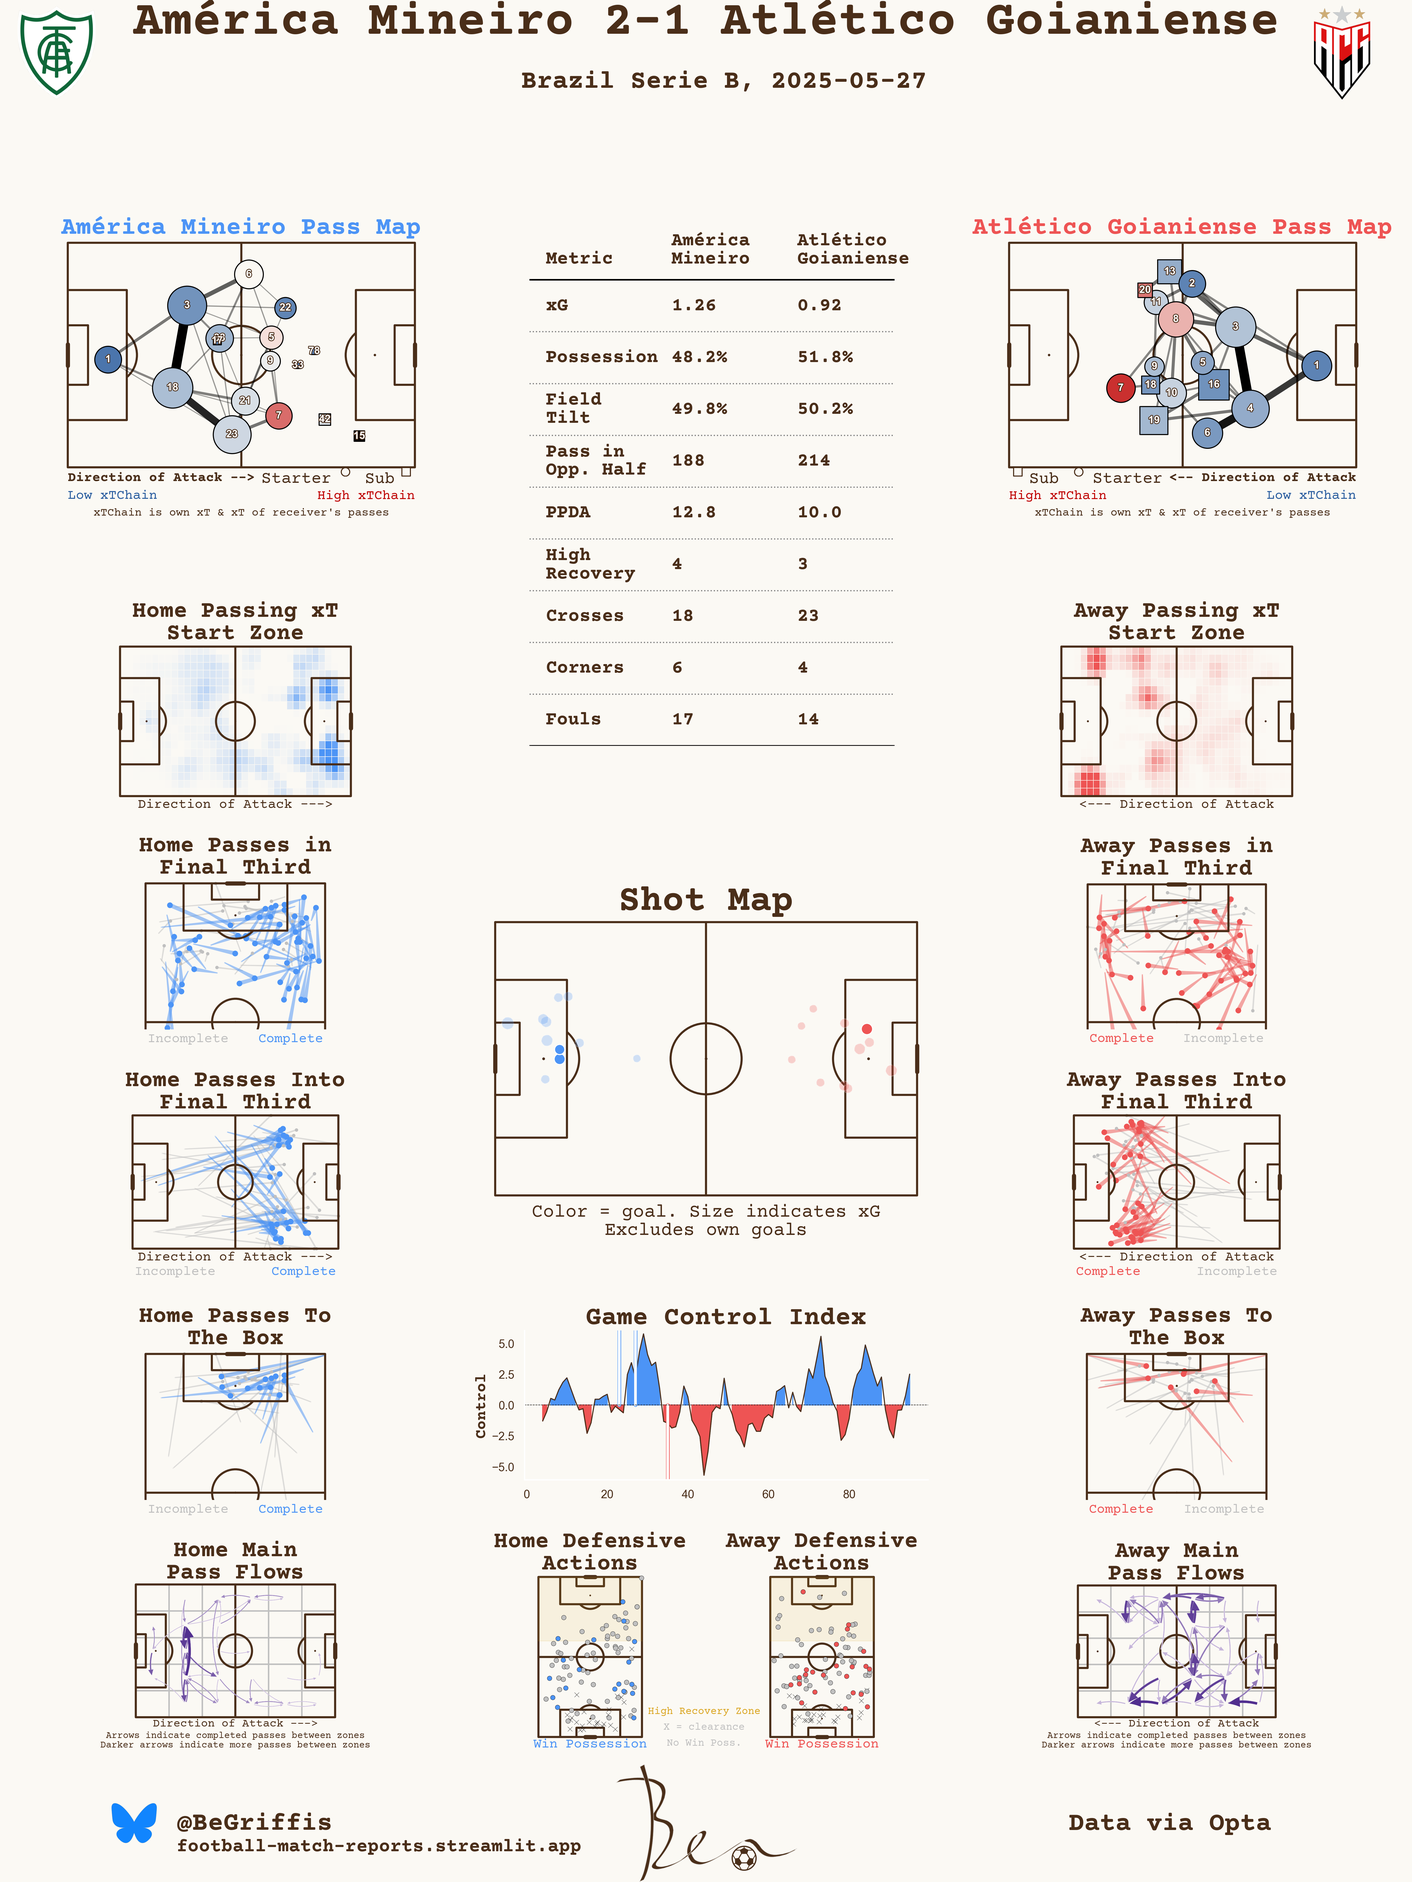 América Mineiro 2-1 Atlético Goianiense
Brazil Serie B, 2025-05-27
América Mineiro Pass Map
6
3
22
17
5
1
9
78
33
18
21
7
23
42
15
Direction of Attack --> Starter Sub
Low xTChain High xTChain
xTChain is own xT & xT of receiver's passes
Metric América Mineiro Atlético Goianiense
xG 1.26 0.92
Possession 48.2% 51.8%
Field Tilt 49.8% 50.2%
Pass in Opp. Half 188 214
PPDA 12.8 10.0
High Recovery 4 3
Crosses 18 23
Corners 6 4
Fouls 17 14
Atlético Goianiense Pass Map
13
2
20
11
8
3
9
5
1
7
18
16
10
4
19
6
Sub Starter <-- Direction of Attack
High xTChain Low xTChain
xTChain is own xT & xT of receiver's passes
Home Passing xT
Start Zone
Direction of Attack --->
Away Passing xT
Start Zone
<--- Direction of Attack
Home Passes in
Final Third
Incomplete Complete
Away Passes in
Final Third
Complete Incomplete
Shot Map
Color = goal. Size indicates xG
Excludes own goals
Home Passes Into
Final Third
Direction of Attack --->
Incomplete Complete
Away Passes Into
Final Third
<--- Direction of Attack
Complete Incomplete
Home Passes To
The Box
Incomplete Complete
Game Control Index
Control
5.0
2.5
0.0
−2.5
−5.0
0 20 40 60 80
Away Passes To
The Box
Complete Incomplete
Home Main
Pass Flows
Direction of Attack --->
Arrows indicate completed passes between zones
Darker arrows indicate more passes between zones
Home Defensive
Actions
Win Possession
High Recovery Zone
X = clearance
No Win Poss.
Away Defensive
Actions
Win Possession
Away Main
Pass Flows
<--- Direction of Attack
Arrows indicate completed passes between zones
Darker arrows indicate more passes between zones
@BeGriffis
football-match-reports.streamlit.app
Ben
Data via Opta